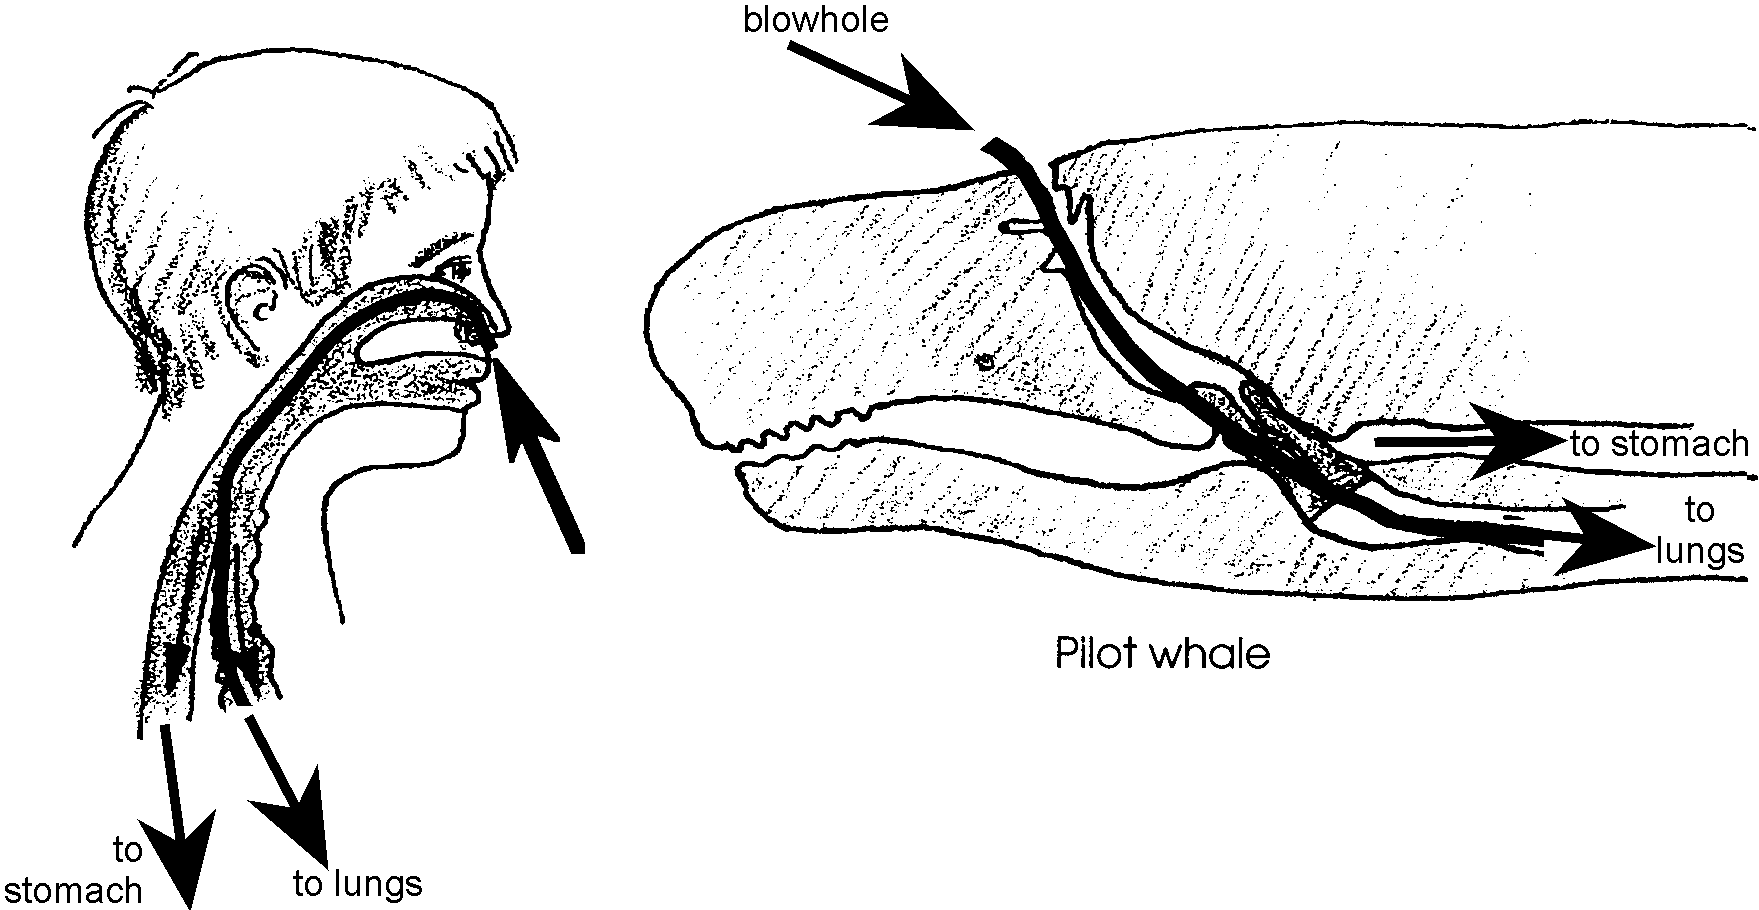 blowhole
to stomach
to
lungs
Pilot whale
to
stomach
to lungs